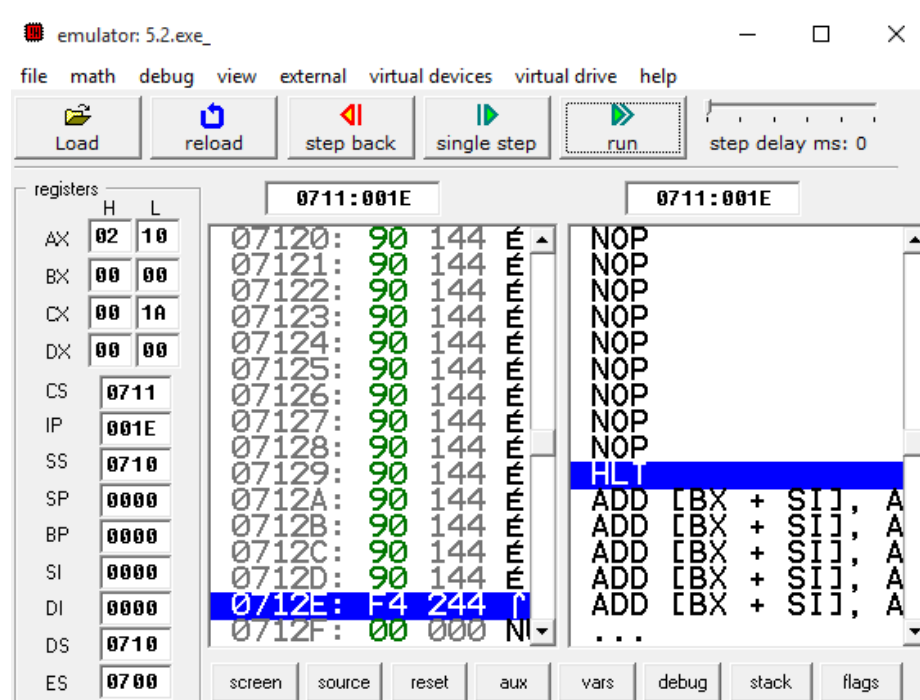 emulator: 5.2.exe_
file math debug view external virtual devices virtual drive help
Load reload step back single step run step delay ms: 0
registers
H L
AX 02 10
BX 00 00
CX 00 1A
DX 00 00
CS 0711
IP 001E
SS 0710
SP 0000
BP 0000
SI 0000
DI 0000
DS 0710
ES 0700
0711:001E
07120: 90 144 É
07121: 90 144 É
07122: 90 144 É
07123: 90 144 É
07124: 90 144 É
07125: 90 144 É
07126: 90 144 É
07127: 90 144 É
07128: 90 144 É
07129: 90 144 É
0712A: 90 144 É
0712B: 90 144 É
0712C: 90 144 É
0712D: 90 144 É
0712E: F4 244 ⌠
0712F: 00 000 N
0711:001E
NOP
NOP
NOP
NOP
NOP
NOP
NOP
NOP
NOP
HLT
ADD [BX + SI], A
ADD [BX + SI], A
ADD [BX + SI], A
ADD [BX + SI], A
ADD [BX + SI], A
...
screen source reset aux vars debug stack flags